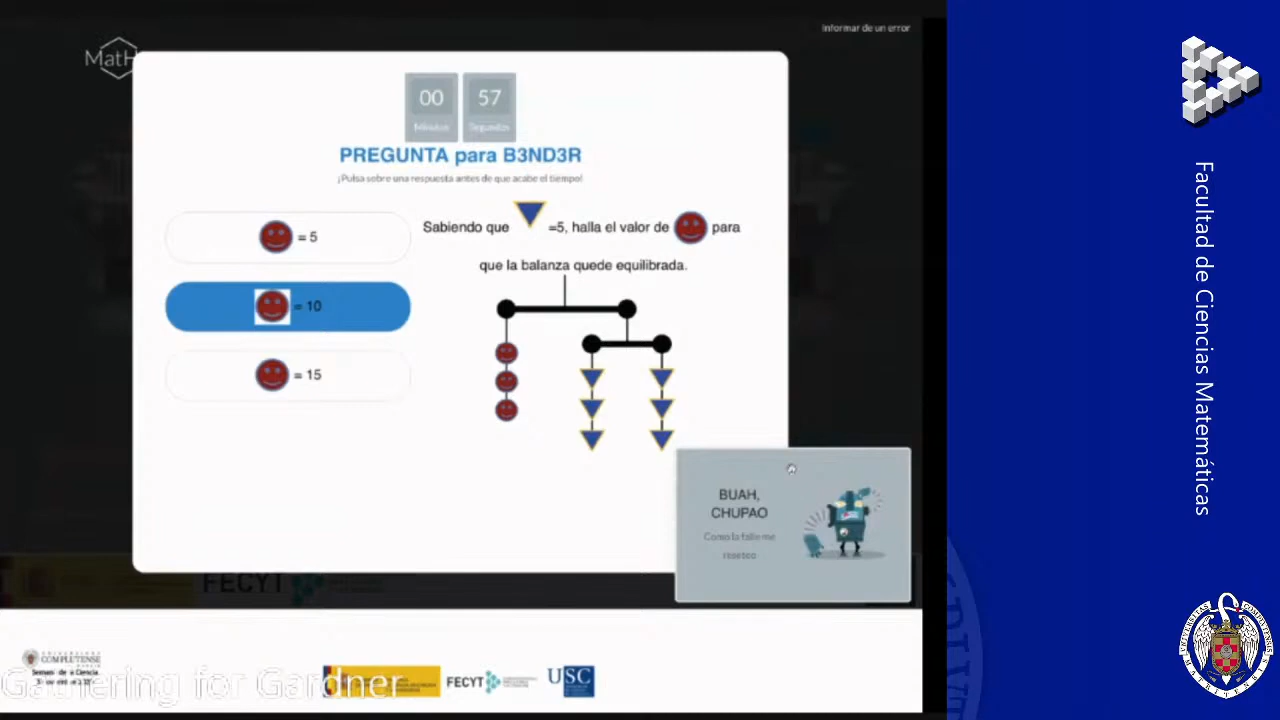 Informar de un error
MatH
00 57
Minutos Segundos
PREGUNTA para B3ND3R
¡Pulsa sobre una respuesta antes de que acabe el tiempo!
Sabiendo que =5, halla el valor de para
que la balanza quede equilibrada.
= 5
= 10
= 15
BUAH,
CHUPAO
Como la falle me
reseteo
FECYT
COMPLUTENSE
Gathering for Gardner
FECYT
USC
Facultad de Ciencias Matemáticas